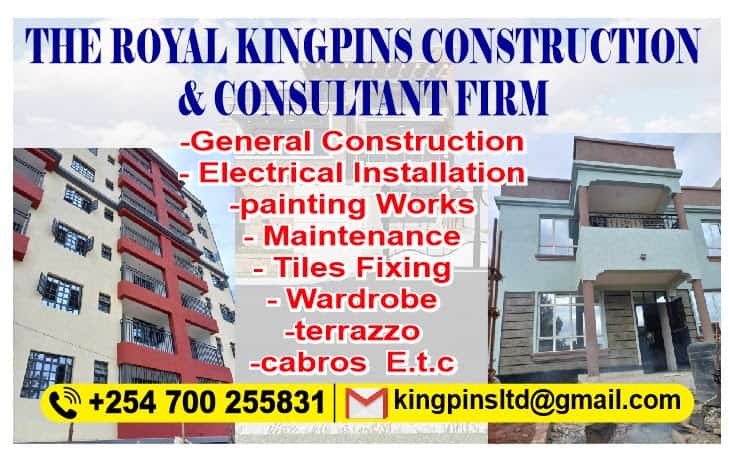 THE ROYAL KINGPINS CONSTRUCTION
& CONSULTANT FIRM
-General Construction
- Electrical Installation
-painting Works
- Maintenance
- Tiles Fixing
- Wardrobe
-terrazzo
-cabros E.t.c
+254 700 255831
kingpinsltd@gmail.com